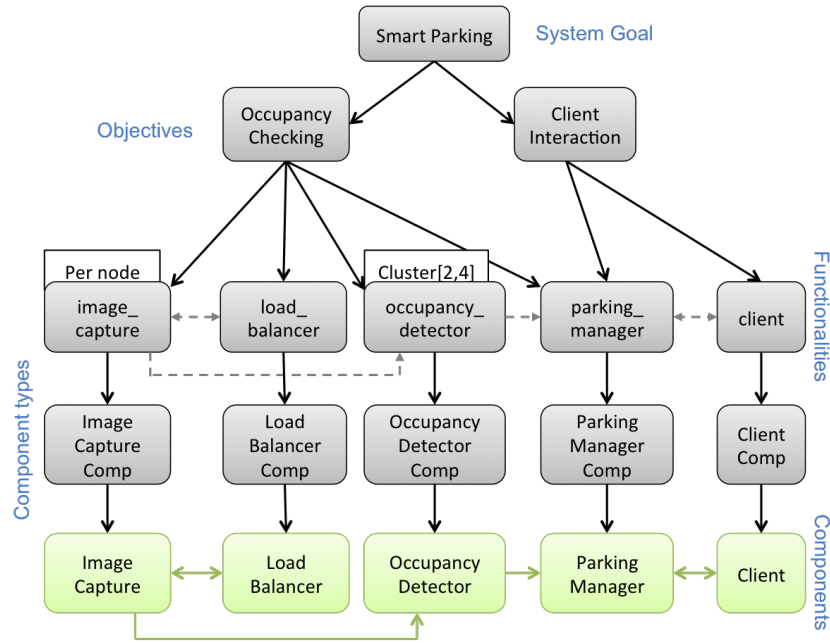 Smart Parking
System Goal
Objectives
Occupancy
Checking
Client
Interaction
Per node
Cluster[2,4]
Functionalities
image_
capture
load_
balancer
occupancy_
detector
parking_
manager
client
Component types
Image
Capture
Comp
Load
Balancer
Comp
Occupancy
Detector
Comp
Parking
Manager
Comp
Client
Comp
Components
Image
Capture
Load
Balancer
Occupancy
Detector
Parking
Manager
Client